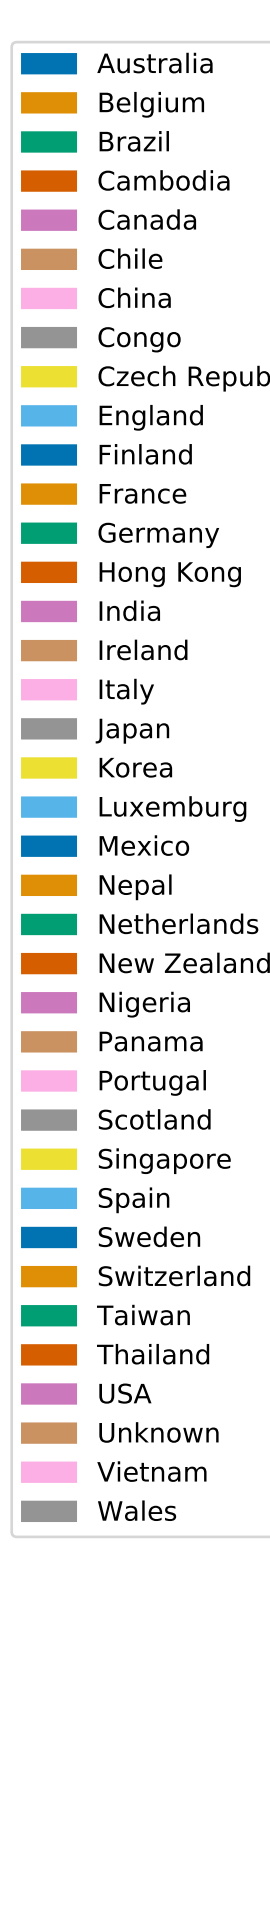 Australia
Belgium
Brazil
Cambodia
Canada
Chile
China
Congo
Czech Repub
England
Finland
France
Germany
Hong Kong
India
Ireland
Italy
Japan
Korea
Luxemburg
Mexico
Nepal
Netherlands
New Zealand
Nigeria
Panama
Portugal
Scotland
Singapore
Spain
Sweden
Switzerland
Taiwan
Thailand
USA
Unknown
Vietnam
Wales